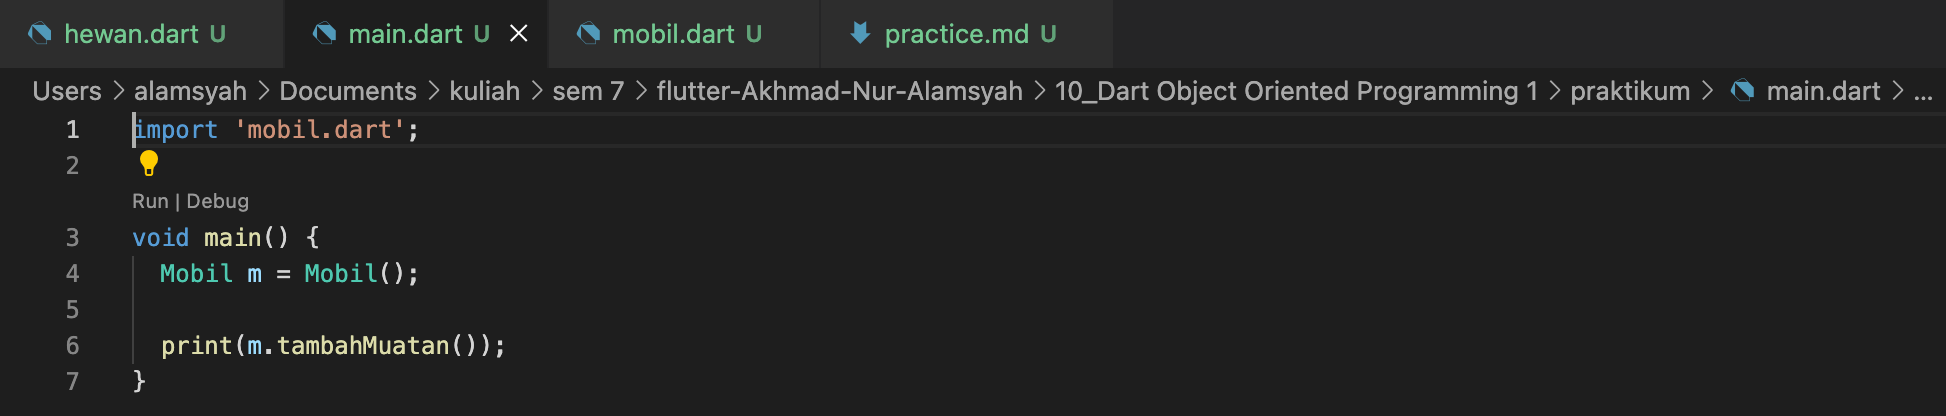 hewan.dart U main.dart U mobil.dart U practice.md U
Users > alamsyah > Documents > kuliah > sem 7 > flutter-Akhmad-Nur-Alamsyah > 10_Dart Object Oriented Programming 1 > praktikum > main.dart > ...
1 import 'mobil.dart';
2
Run | Debug
3 void main() {
4 Mobil m = Mobil();
5
6 print(m.tambahMuatan());
7 }